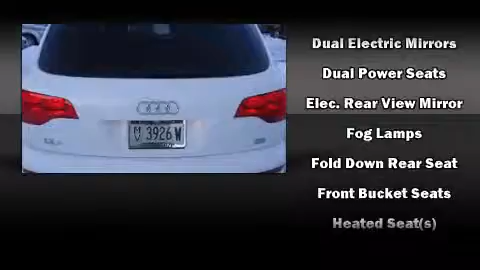 3926 W
Dual Electric Mirrors
Dual Power Seats
Elec. Rear View Mirror
Fog Lamps
Fold Down Rear Seat
Front Bucket Seats
Heated Seat(s)